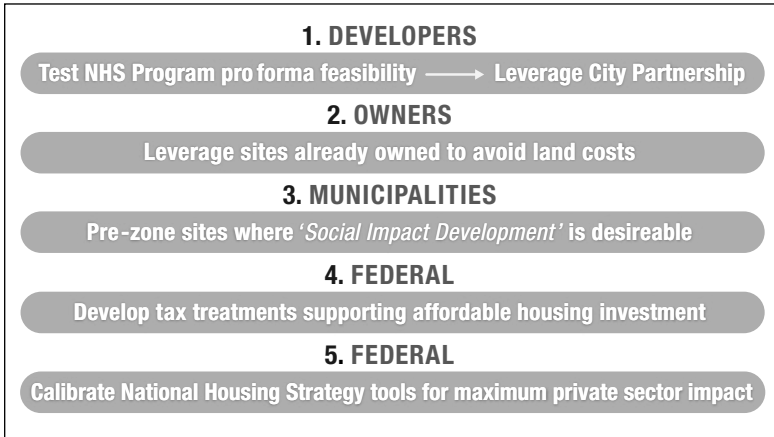 1. DEVELOPERS
Test NHS Program pro forma feasibility ⟶ Leverage City Partnership
2. OWNERS
Leverage sites already owned to avoid land costs
3. MUNICIPALITIES
Pre-zone sites where ‘Social Impact Development’ is desireable
4. FEDERAL
Develop tax treatments supporting affordable housing investment
5. FEDERAL
Calibrate National Housing Strategy tools for maximum private sector impact